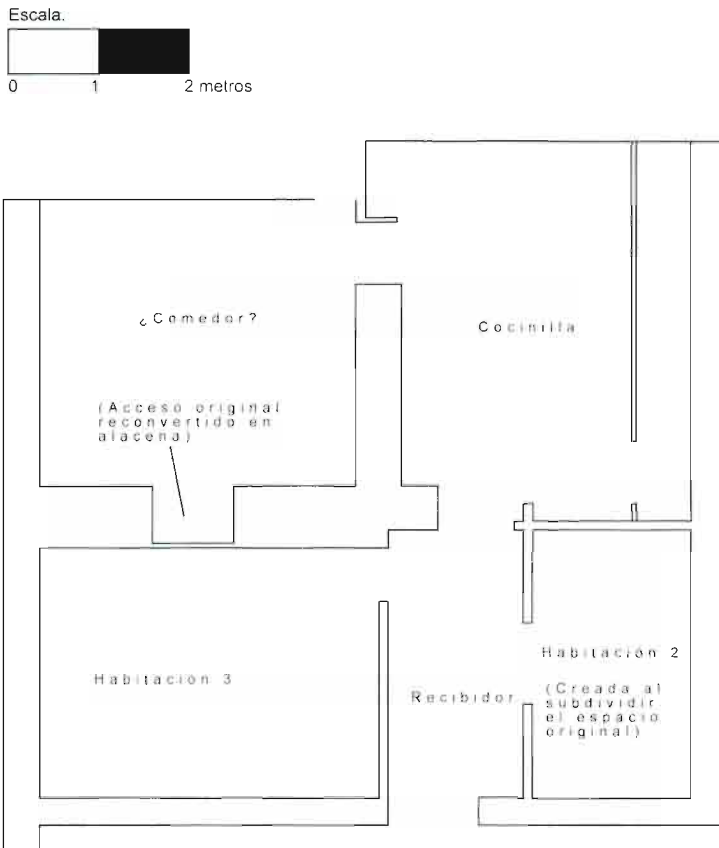 Escala.
0 1 2 metros
¿Comedor?
Cocinilla
(Acceso original
reconvertido en
alacena)
Habitación 3
Recibidor
Habitación 2
(Creada al
subdividir
el espacio
original)